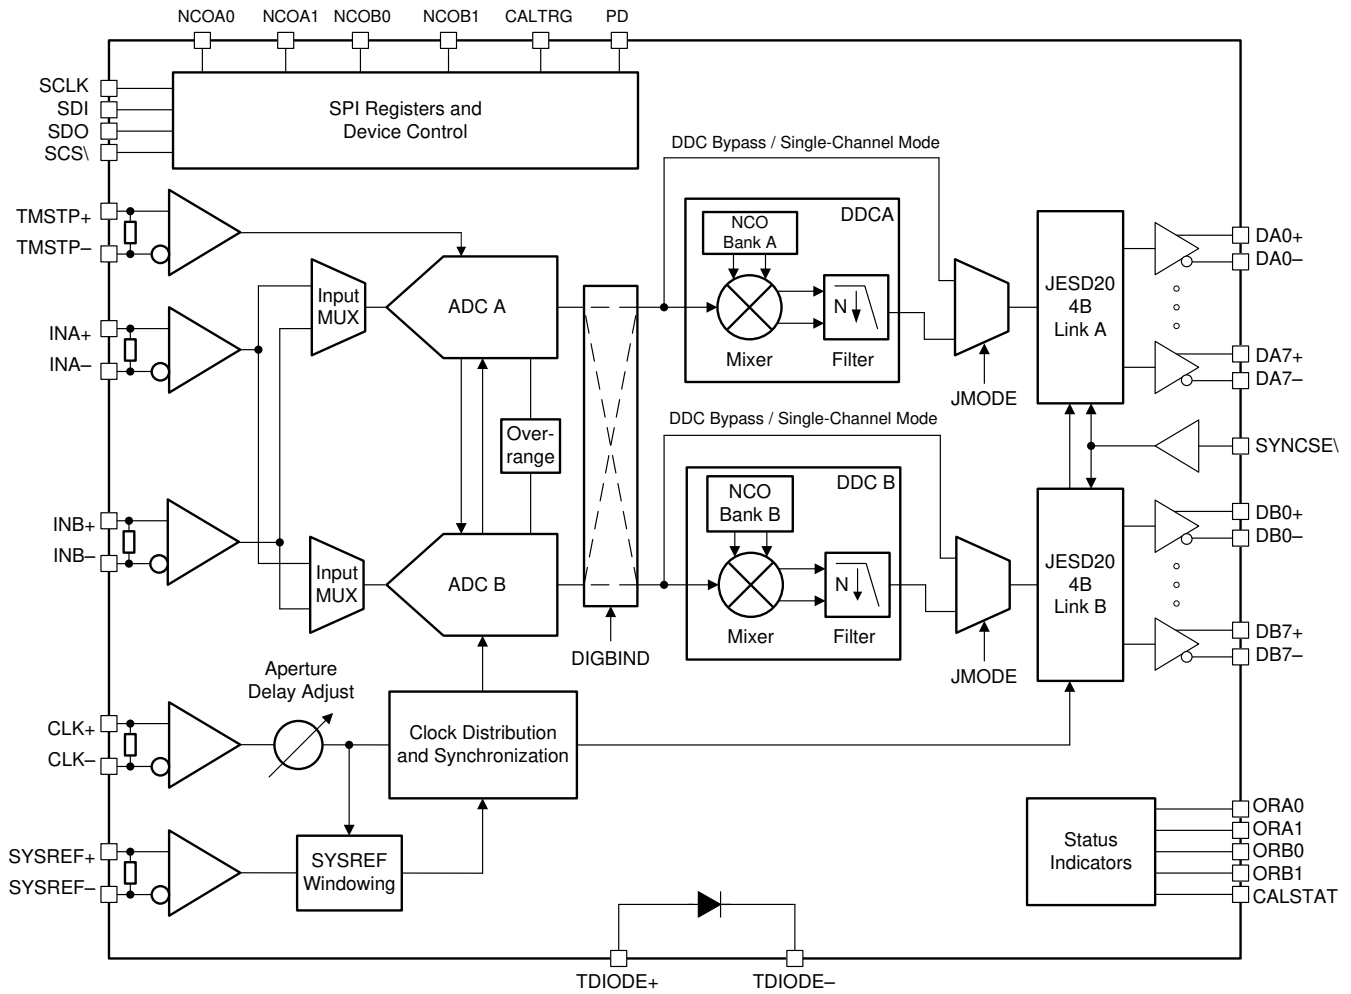 NCOA0 NCOA1 NCOB0 NCOB1 CALTRG PD
SCLK
SDI
SDO
SCS\
SPI Registers and
Device Control
TMSTP+
TMSTP–
INA+
INA–
Input
MUX
ADC A
Over-
range
INB+
INB–
Input
MUX
ADC B
DIGBIND
DDC Bypass / Single-Channel Mode
DDCA
NCO
Bank A
Mixer
N
Filter
JMODE
DDC Bypass / Single-Channel Mode
DDC B
NCO
Bank B
Mixer
N
Filter
JMODE
JESD20
4B
Link A
JESD20
4B
Link B
DA0+
DA0–
DA7+
DA7–
SYNCSE\
DB0+
DB0–
DB7+
DB7–
Aperture
Delay Adjust
CLK+
CLK–
Clock Distribution
and Synchronization
SYSREF+
SYSREF–
SYSREF
Windowing
Status
Indicators
ORA0
ORA1
ORB0
ORB1
CALSTAT
TDIODE+ TDIODE–